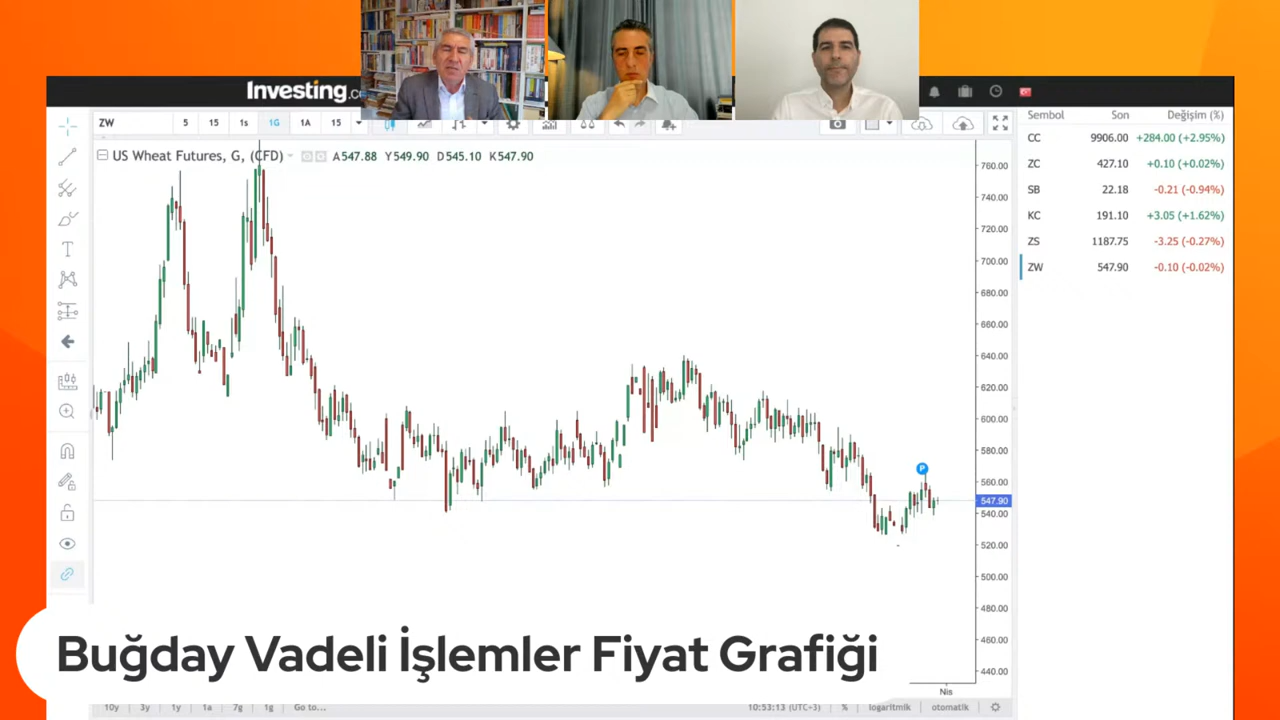 Investing.c
ZW 5 15 1s 1G 1A 15
US Wheat Futures, G, (CFD) A547.88 Y549.90 D545.10 K547.90
Sembol Son Değişim (%)
CC 9906.00 +284.00 (+2.95%)
ZC 427.10 +0.10 (+0.02%)
SB 22.18 -0.21 (-0.94%)
KC 191.10 +3.05 (+1.62%)
ZS 1187.75 -3.25 (-0.27%)
ZW 547.90 -0.10 (-0.02%)
760.00
740.00
720.00
700.00
680.00
660.00
640.00
620.00
600.00
580.00
560.00
547.90
540.00
520.00
500.00
480.00
460.00
440.00
P
T
Buğday Vadeli İşlemler Fiyat Grafiği
Nis
10y 3y 1y 1a 7g 1g Go to... 10:53:13 (UTC+3) % logaritmik otomatik